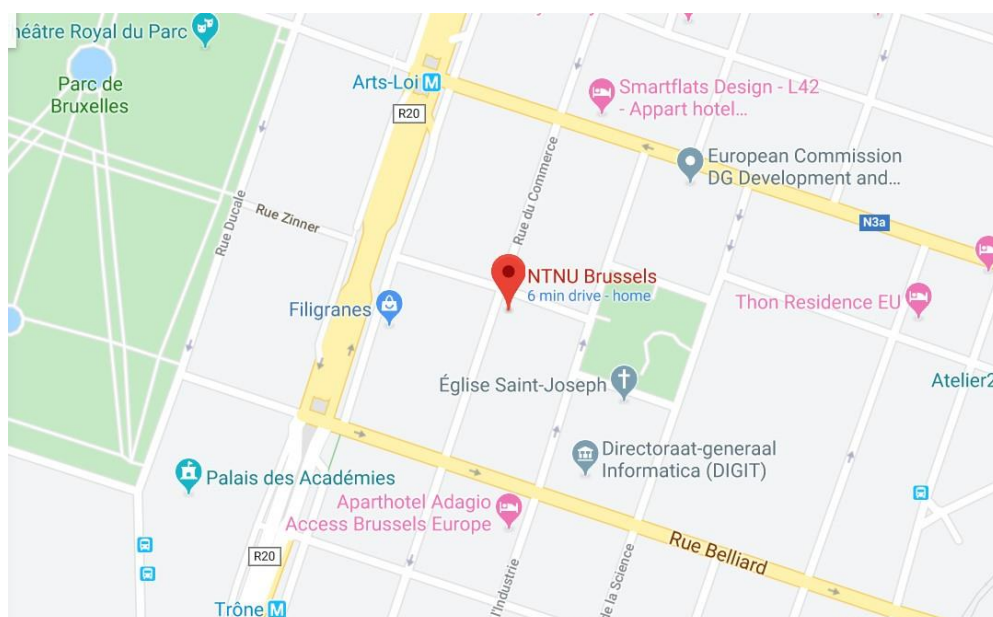 héâtre Royal du Parc
Parc de
Bruxelles
Arts-Loi M
R20
Smartflats Design - L42
- Appart hotel...
European Commission
DG Development and...
N3a
Rue du Commerce
Rue Ducale
Rue Zinner
NTNU Brussels
6 min drive - home
Filigranes
Thon Residence EU
Église Saint-Joseph
Atelier2
Directoraat-generaal
Informatica (DIGIT)
Palais des Académies
Aparthotel Adagio
Access Brussels Europe
Rue Belliard
R20
l'Industrie
de la Science
Trône M